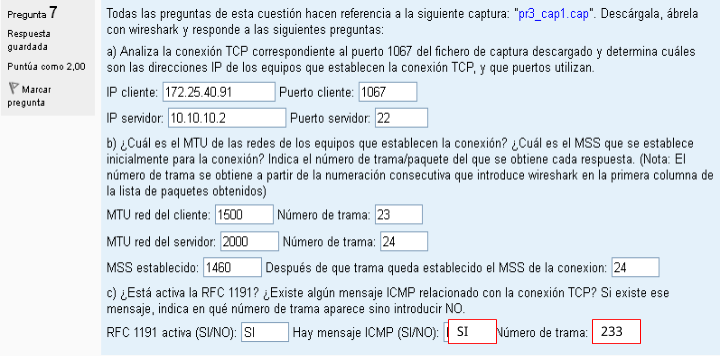 Pregunta 7
Respuesta
guardada
Puntúa como 2,00
Marcar
pregunta
Todas las preguntas de esta cuestión hacen referencia a la siguiente captura: "pr3_cap1.cap". Descárgala, ábrela
con wireshark y responde a las siguientes preguntas:
a) Analiza la conexión TCP correspondiente al puerto 1067 del fichero de captura descargado y determina cuáles
son las direcciones IP de los equipos que establecen la conexión TCP, y que puertos utilizan.
IP cliente: 172.25.40.91 Puerto cliente: 1067
IP servidor: 10.10.10.2 Puerto servidor: 22
b) ¿Cuál es el MTU de las redes de los equipos que establecen la conexión? ¿Cuál es el MSS que se establece
inicialmente para la conexión? Indica el número de trama/paquete del que se obtiene cada respuesta. (Nota: El
número de trama se obtiene a partir de la numeración consecutiva que introduce wireshark en la primera columna de
la lista de paquetes obtenidos)
MTU red del cliente: 1500 Número de trama: 23
MTU red del servidor: 2000 Número de trama: 24
MSS establecido: 1460 Después de que trama queda establecido el MSS de la conexion: 24
c) ¿Está activa la RFC 1191? ¿Existe algún mensaje ICMP relacionado con la conexión TCP? Si existe ese
mensaje, indica en qué número de trama aparece sino introducir NO.
RFC 1191 activa (SI/NO): SI Hay mensaje ICMP (SI/NO): SI Número de trama: 233